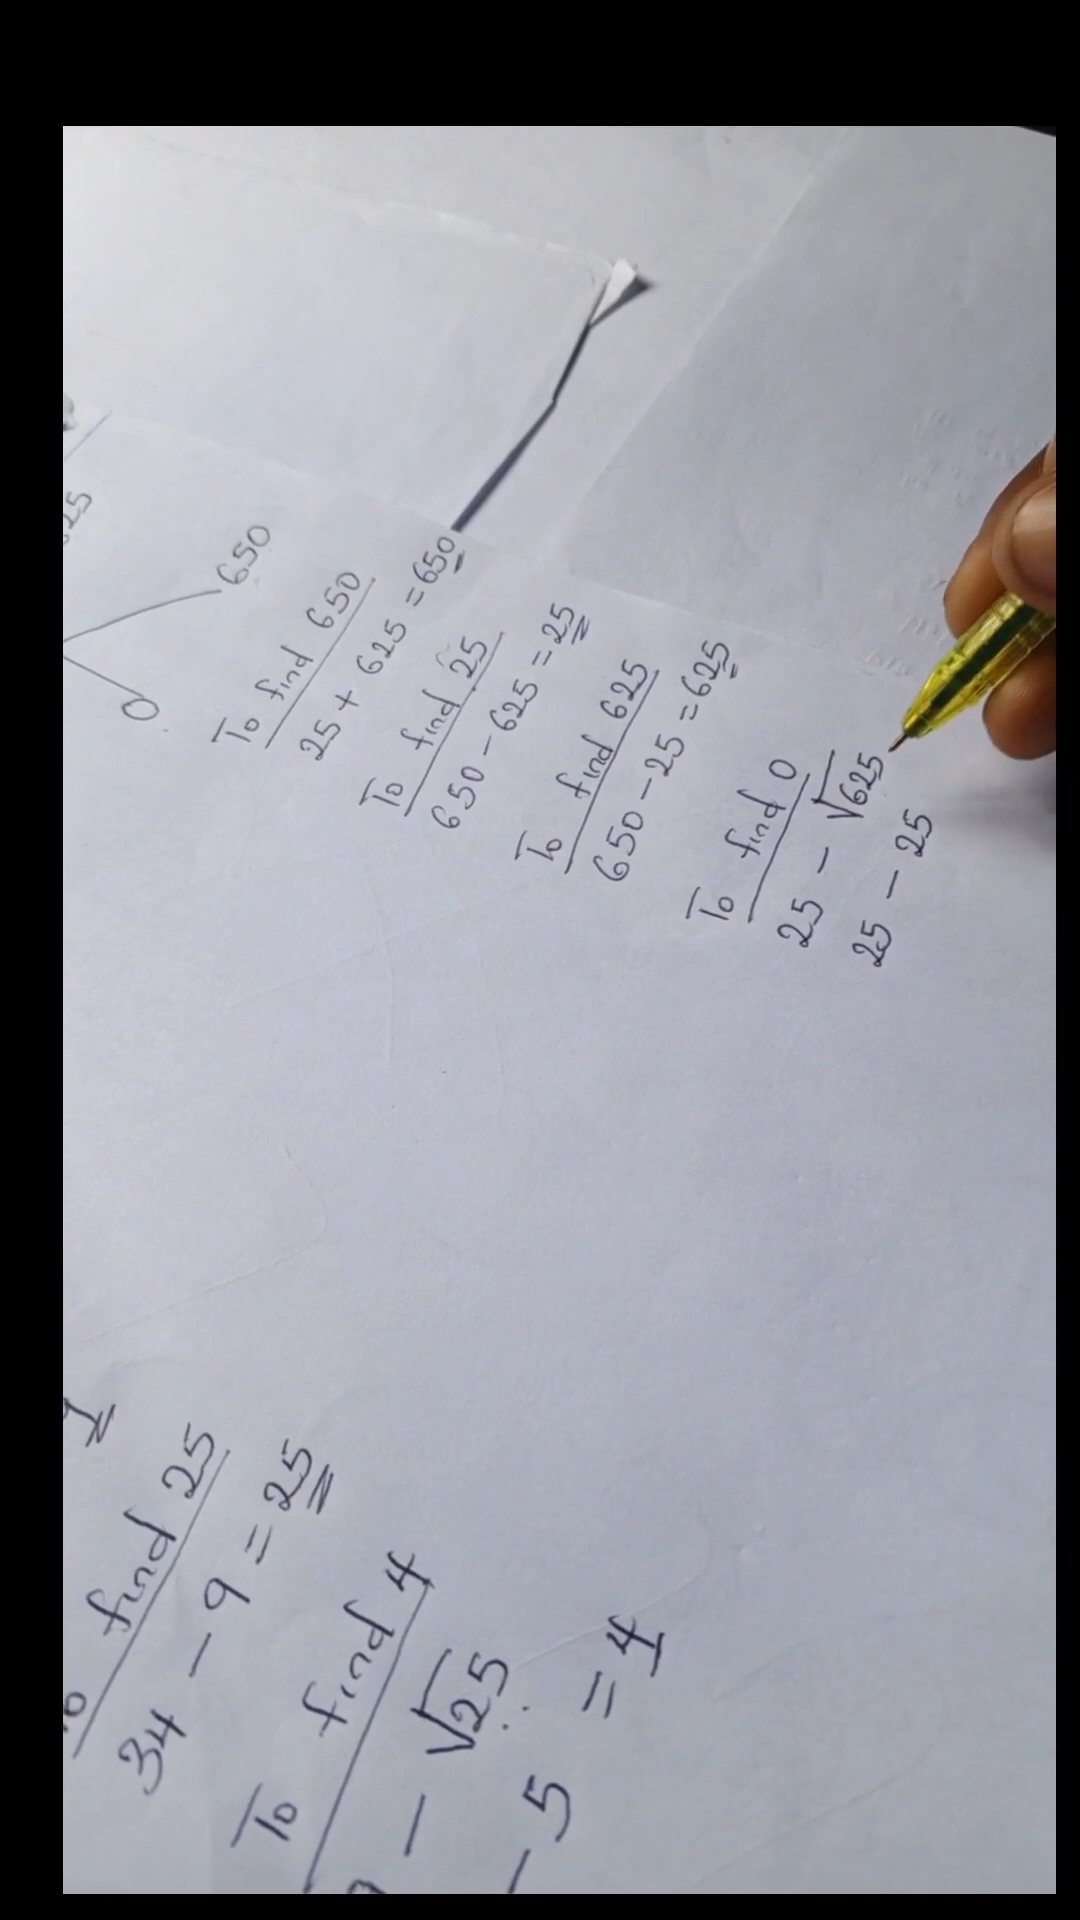 25
0
650
To find 650
25 + 625 = 650
To find 25
650 - 625 = 25
To find 625
650 - 25 = 625
To find 0
25 - √625
25 - 25
To find 25
34 - 9 = 25
To find 4
- √25
- 5 = 4